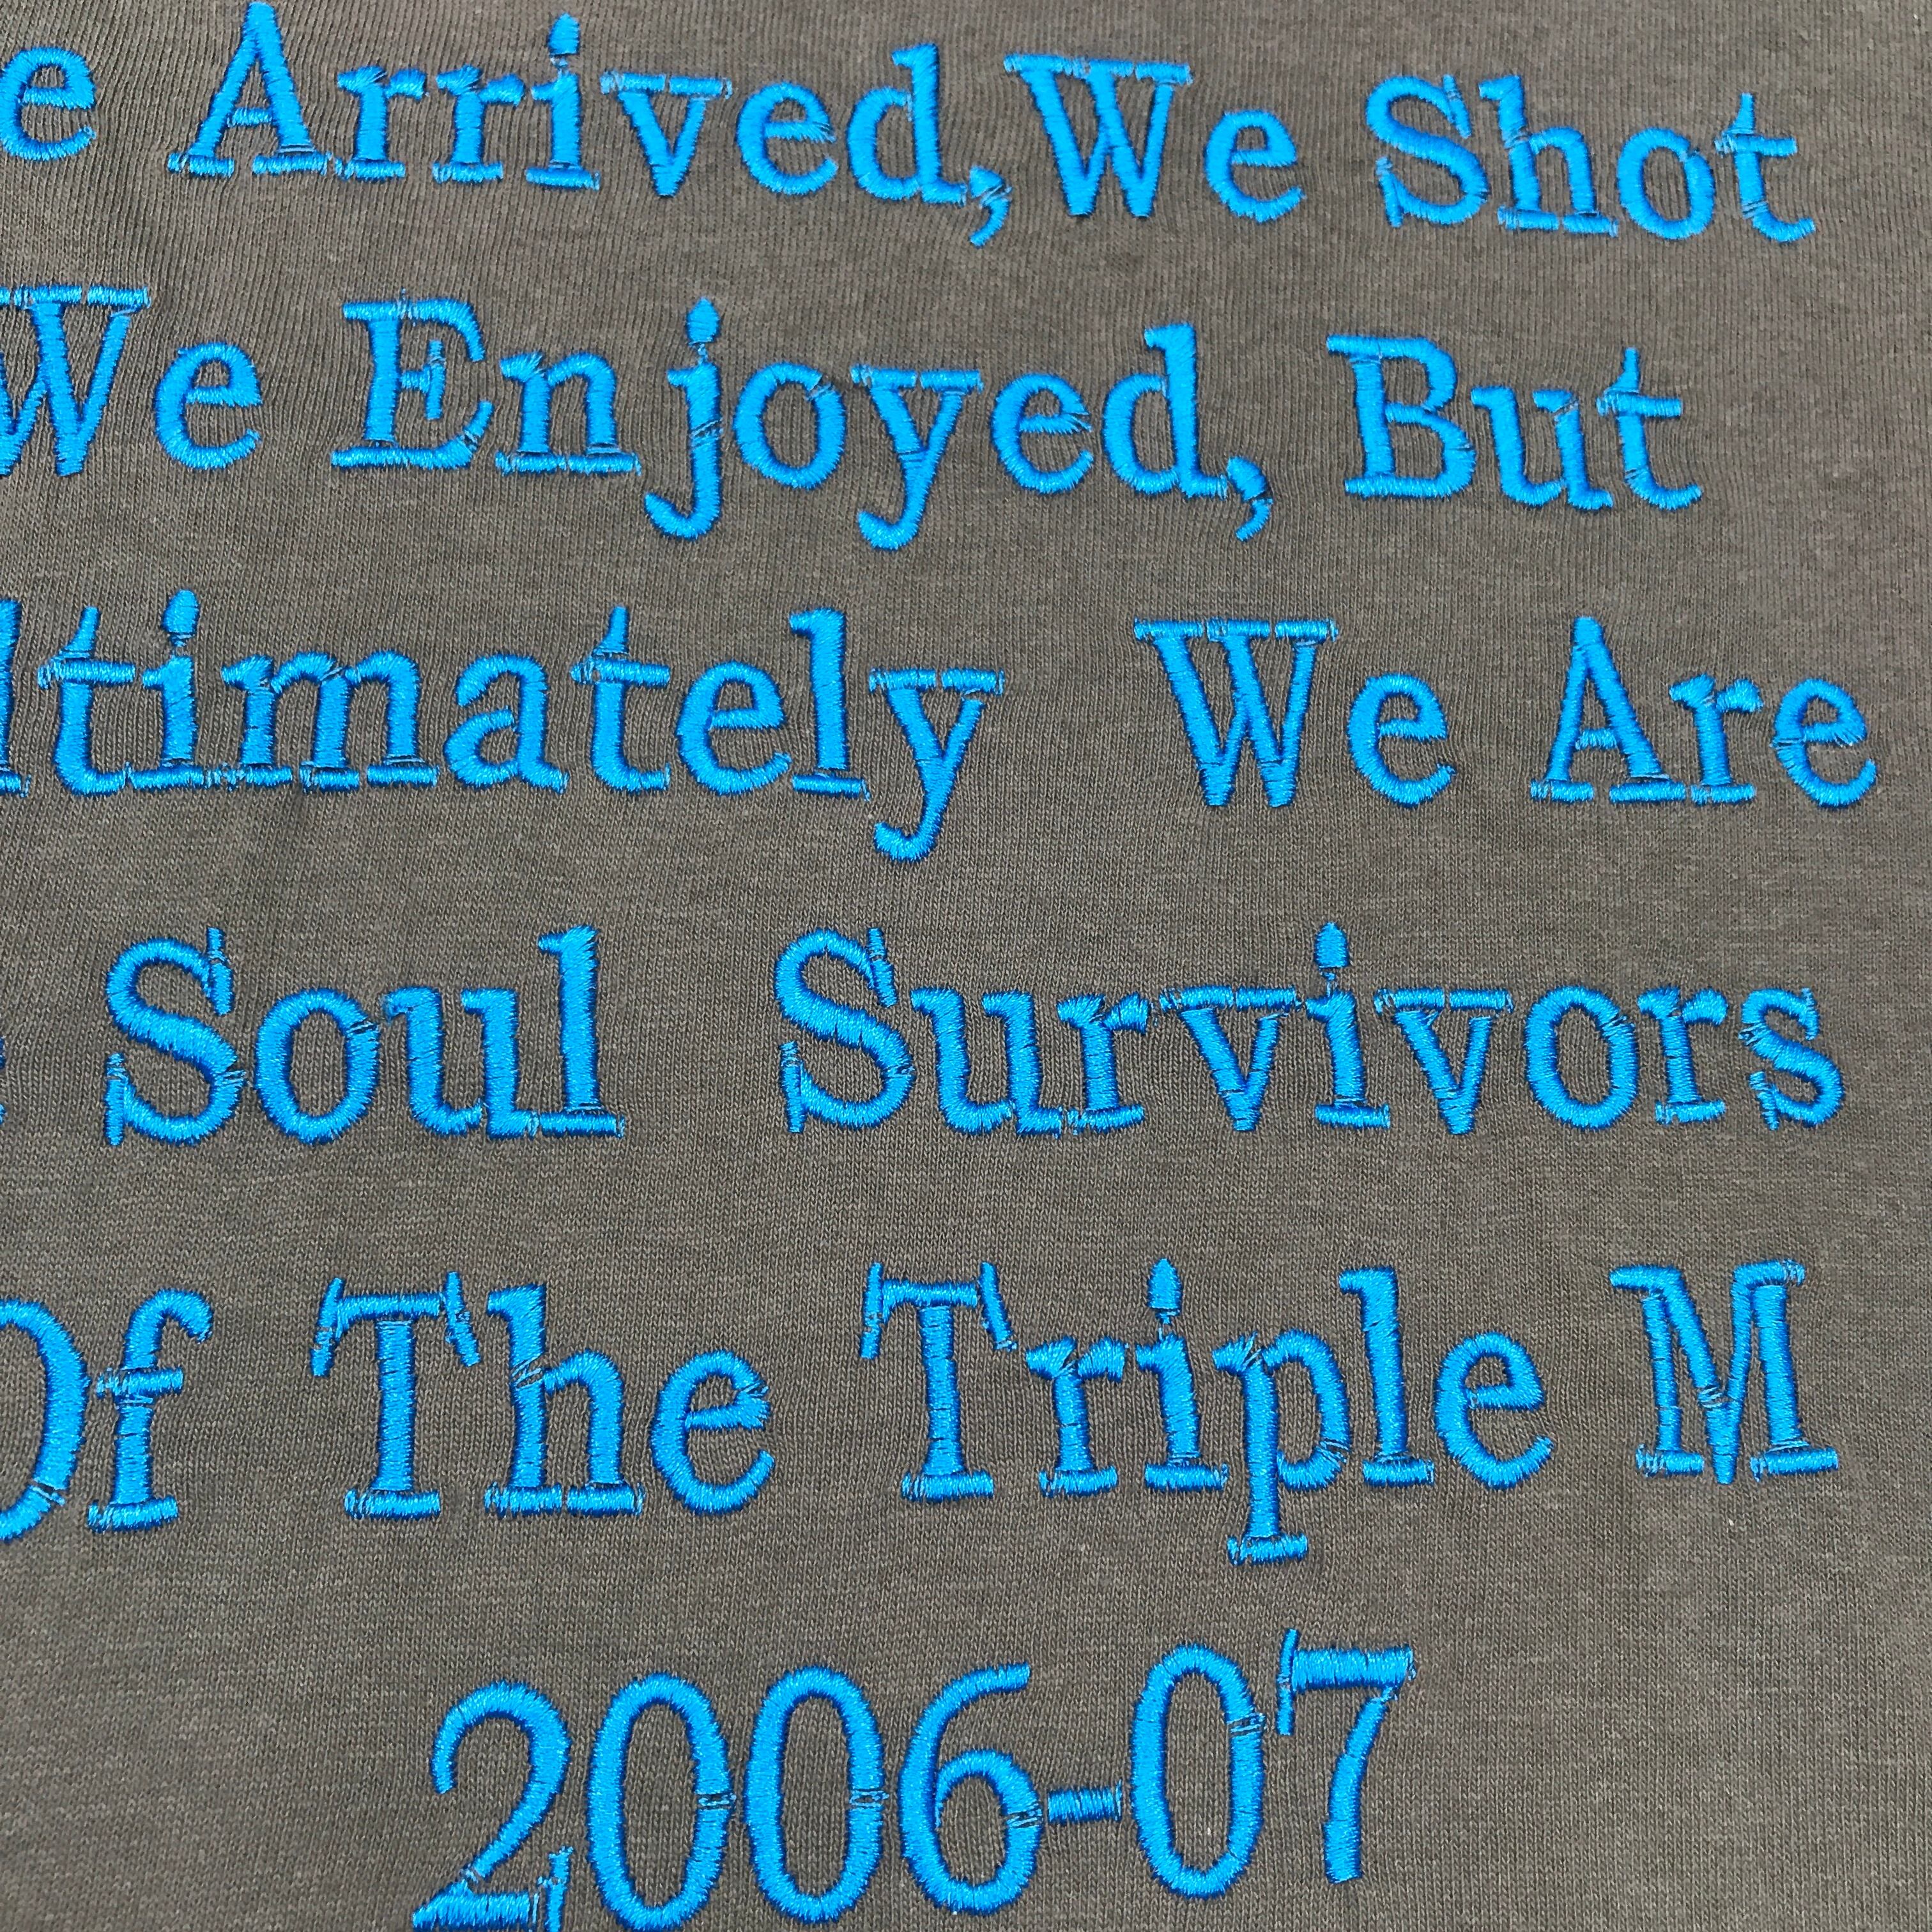 e Arrived,We Shot
We Enjoyed, But
ltimately We Are
Soul Survivors
Of The Triple M
2006-07